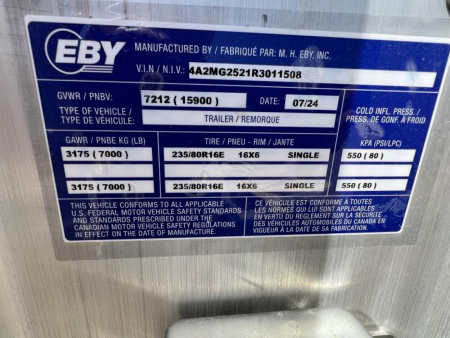 EBY
MANUFACTURED BY / FABRIQUÉ PAR: M. H. EBY, INC.
V.I.N / N.I.V.: 4A2MG2521R3011508
GVWR / PNBV: 7212 ( 15900 ) DATE: 07/24
TYPE OF VEHICLE / TYPE DE VÉHICULE: TRAILER / REMORQUE
COLD INFL. PRESS. / PRESS. DE GONF. À FROID
GAWR / PNBE KG (LB) TIRE / PNEU - RIM / JANTE KPA (PSI/LPC)
3175 ( 7000 ) 235/80R16E 16X6 SINGLE 550 ( 80 )
3175 ( 7000 ) 235/80R16E 16X6 SINGLE 550 ( 80 )
THIS VEHICLE CONFORMS TO ALL APPLICABLE
U.S. FEDERAL MOTOR VEHICLE SAFETY STANDARDS
AND STANDARDS PRESCRIBED UNDER THE
CANADIAN MOTOR VEHICLE SAFETY REGULATIONS
IN EFFECT ON THE DATE OF MANUFACTURE.
CE VÉHICULE EST CONFORME À TOUTES
LES NORMES QUI LUI SONT APPLICABLES
EN VERTU DU RÈGLEMENT SUR LA SÉCURITÉ
DES VÉHICULES AUTOMOBILES DU CANADA EN
VIGUEUR À LA DATE DE SA FABRICATION.